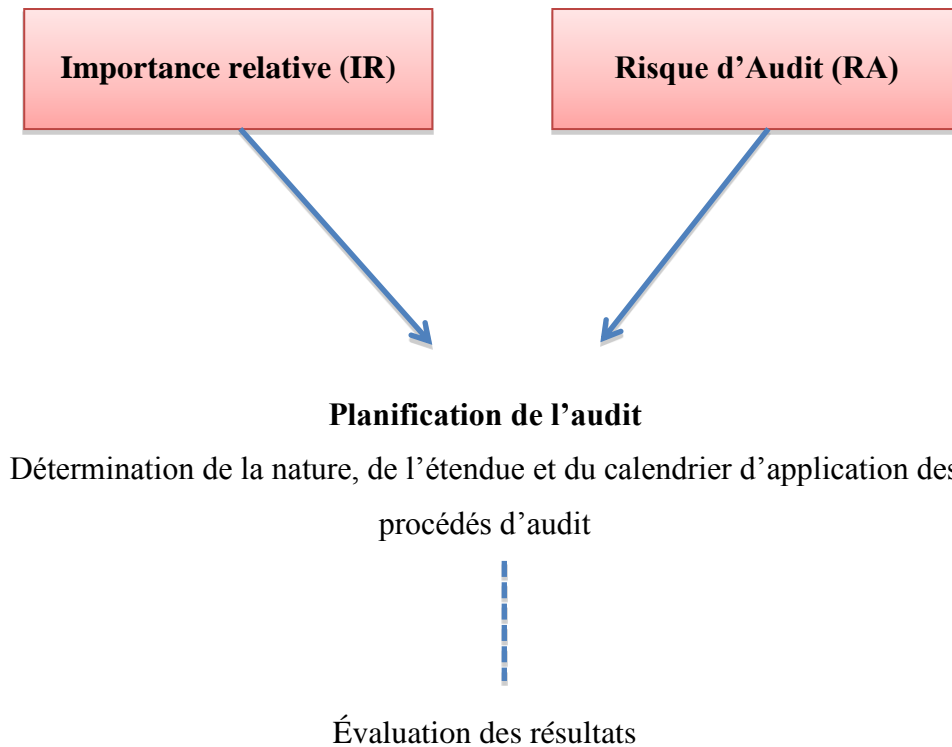 Importance relative (IR)
Risque d’Audit (RA)
Planification de l’audit
Détermination de la nature, de l’étendue et du calendrier d’application des
procédés d’audit
Évaluation des résultats